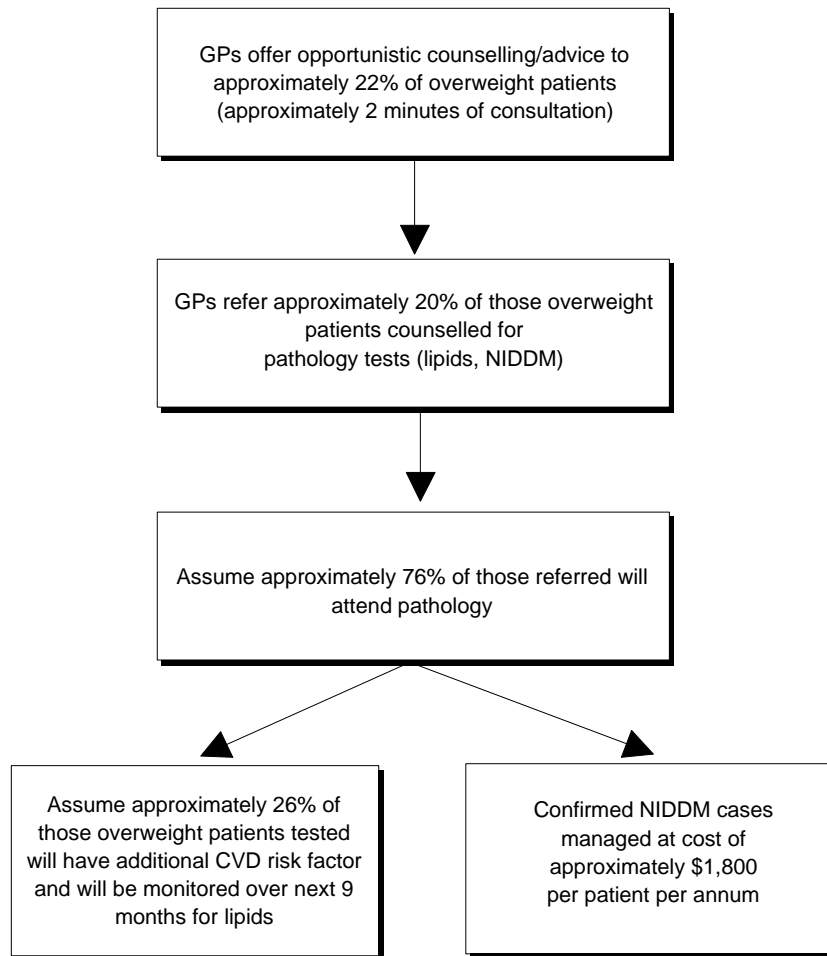 GPs offer opportunistic counselling/advice to
approximately 22% of overweight patients
(approximately 2 minutes of consultation)
GPs refer approximately 20% of those overweight
patients counselled for
pathology tests (lipids, NIDDM)
Assume approximately 76% of those referred will
attend pathology
Assume approximately 26% of
those overweight patients tested
will have additional CVD risk factor
and will be monitored over next 9
months for lipids
Confirmed NIDDM cases
managed at cost of
approximately $1,800
per patient per annum